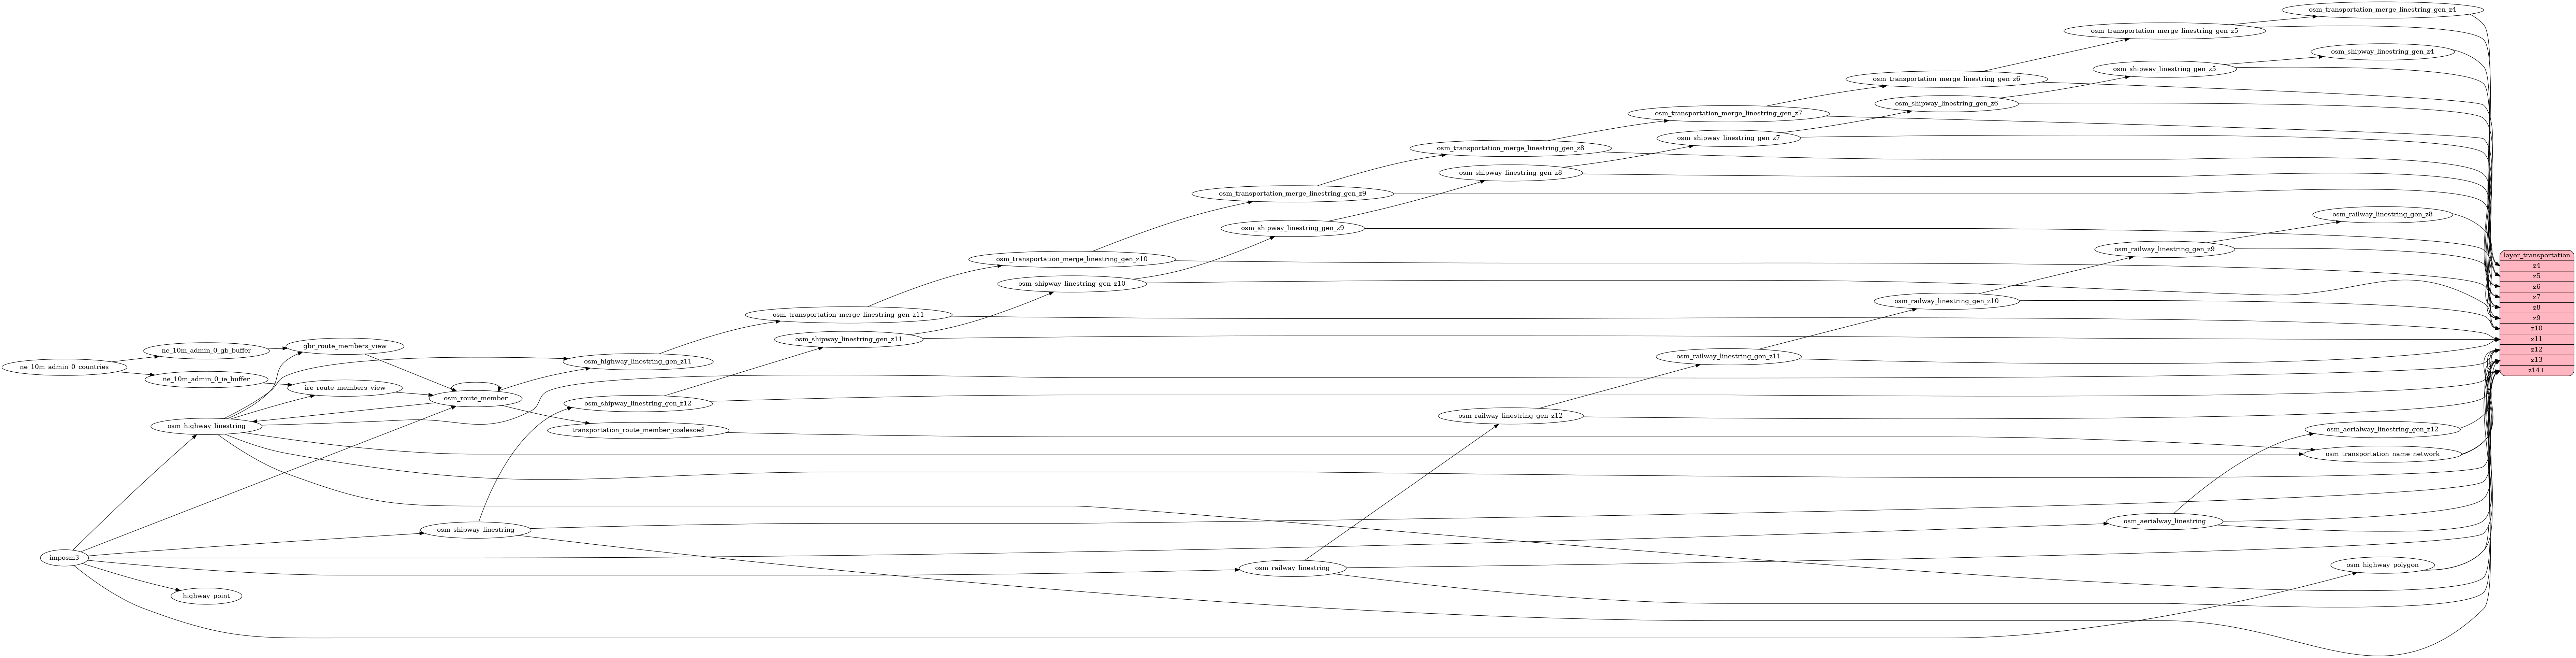 osm_transportation_merge_linestring_gen_z4
osm_transportation_merge_linestring_gen_z5
osm_shipway_linestring_gen_z4
osm_shipway_linestring_gen_z5
osm_transportation_merge_linestring_gen_z6
osm_shipway_linestring_gen_z6
osm_transportation_merge_linestring_gen_z7
osm_shipway_linestring_gen_z7
osm_transportation_merge_linestring_gen_z8
osm_shipway_linestring_gen_z8
osm_transportation_merge_linestring_gen_z9
osm_railway_linestring_gen_z8
osm_shipway_linestring_gen_z9
osm_railway_linestring_gen_z9
osm_transportation_merge_linestring_gen_z10
osm_shipway_linestring_gen_z10
osm_railway_linestring_gen_z10
osm_transportation_merge_linestring_gen_z11
osm_shipway_linestring_gen_z11
gbr_route_members_view
ne_10m_admin_0_gb_buffer
osm_railway_linestring_gen_z11
osm_highway_linestring_gen_z11
ne_10m_admin_0_countries
ne_10m_admin_0_ie_buffer
ire_route_members_view
osm_route_member
osm_shipway_linestring_gen_z12
osm_railway_linestring_gen_z12
osm_highway_linestring
transportation_route_member_coalesced
osm_aerialway_linestring_gen_z12
osm_transportation_name_network
osm_aerialway_linestring
osm_shipway_linestring
imposm3
osm_highway_polygon
osm_railway_linestring
highway_point
layer_transportation
z4
z5
z6
z7
z8
z9
z10
z11
z12
z13
z14+